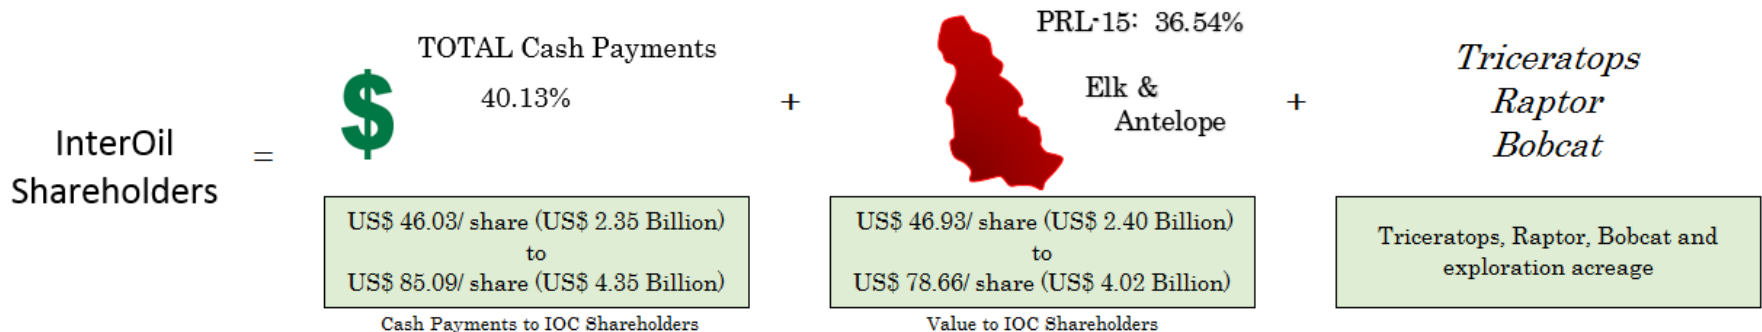 InterOil
Shareholders
=
$
TOTAL Cash Payments
40.13%
US$ 46.03/ share (US$ 2.35 Billion)
to
US$ 85.09/ share (US$ 4.35 Billion)
Cash Payments to IOC Shareholders
+
PRL-15: 36.54%
Elk &
Antelope
US$ 46.93/ share (US$ 2.40 Billion)
to
US$ 78.66/ share (US$ 4.02 Billion)
Value to IOC Shareholders
+
Triceratops
Raptor
Bobcat
Triceratops, Raptor, Bobcat and
exploration acreage